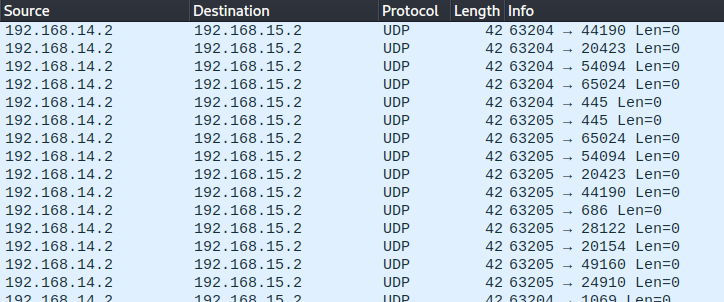 Source Destination Protocol Length Info
192.168.14.2 192.168.15.2 UDP 42 63204 → 44190 Len=0
192.168.14.2 192.168.15.2 UDP 42 63204 → 20423 Len=0
192.168.14.2 192.168.15.2 UDP 42 63204 → 54094 Len=0
192.168.14.2 192.168.15.2 UDP 42 63204 → 65024 Len=0
192.168.14.2 192.168.15.2 UDP 42 63204 → 445 Len=0
192.168.14.2 192.168.15.2 UDP 42 63205 → 445 Len=0
192.168.14.2 192.168.15.2 UDP 42 63205 → 65024 Len=0
192.168.14.2 192.168.15.2 UDP 42 63205 → 54094 Len=0
192.168.14.2 192.168.15.2 UDP 42 63205 → 20423 Len=0
192.168.14.2 192.168.15.2 UDP 42 63205 → 44190 Len=0
192.168.14.2 192.168.15.2 UDP 42 63205 → 686 Len=0
192.168.14.2 192.168.15.2 UDP 42 63205 → 28122 Len=0
192.168.14.2 192.168.15.2 UDP 42 63205 → 20154 Len=0
192.168.14.2 192.168.15.2 UDP 42 63205 → 49160 Len=0
192.168.14.2 192.168.15.2 UDP 42 63205 → 24910 Len=0
192.168.14.2 192.168.15.2 UDP 42 63204 → 1069 Len=0